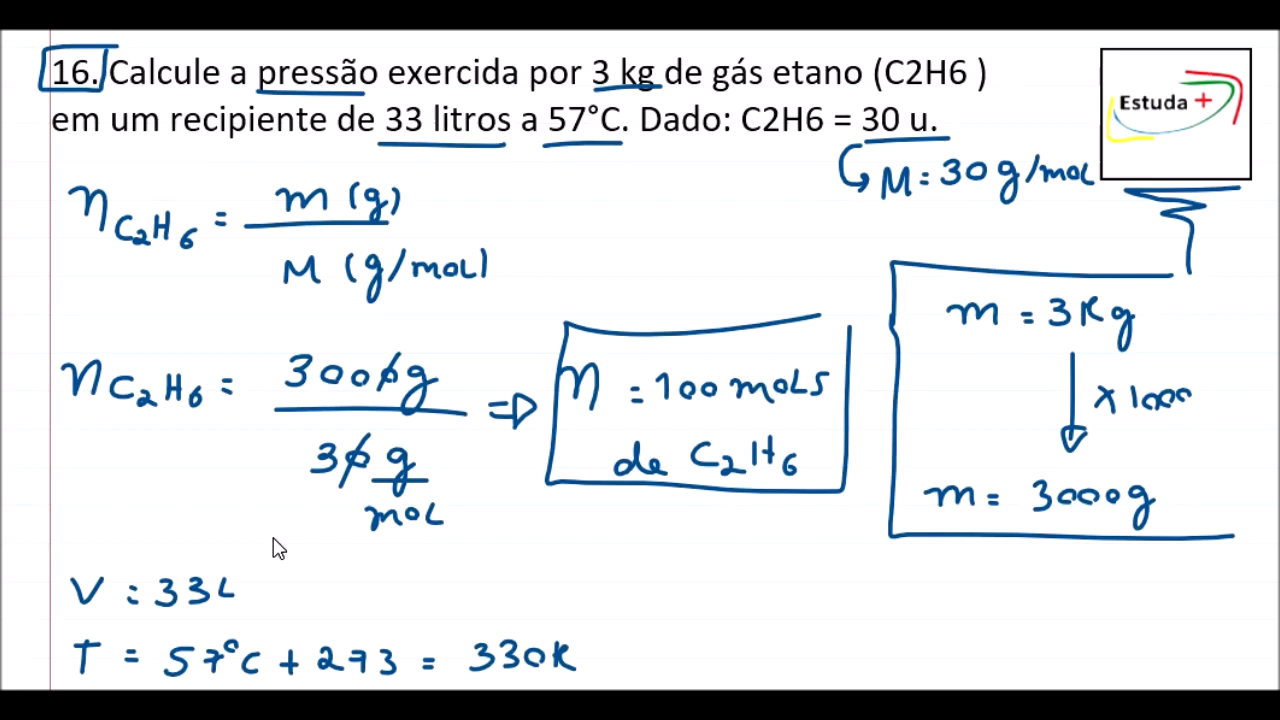 16. Calcule a pressão exercida por 3 kg de gás etano (C2H6 )
em um recipiente de 33 litros a 57°C. Dado: C2H6 = 30 u.
Estuda +
M = 30 g/mol
n C2H6 = m (g)
M (g/mol)
m = 3Kg
x 1000
m = 3000g
n C2H6 = 3000g
30 g
mol
⇒ n = 100 mols
de C2H6
V = 33L
T = 57°C + 273 = 330K